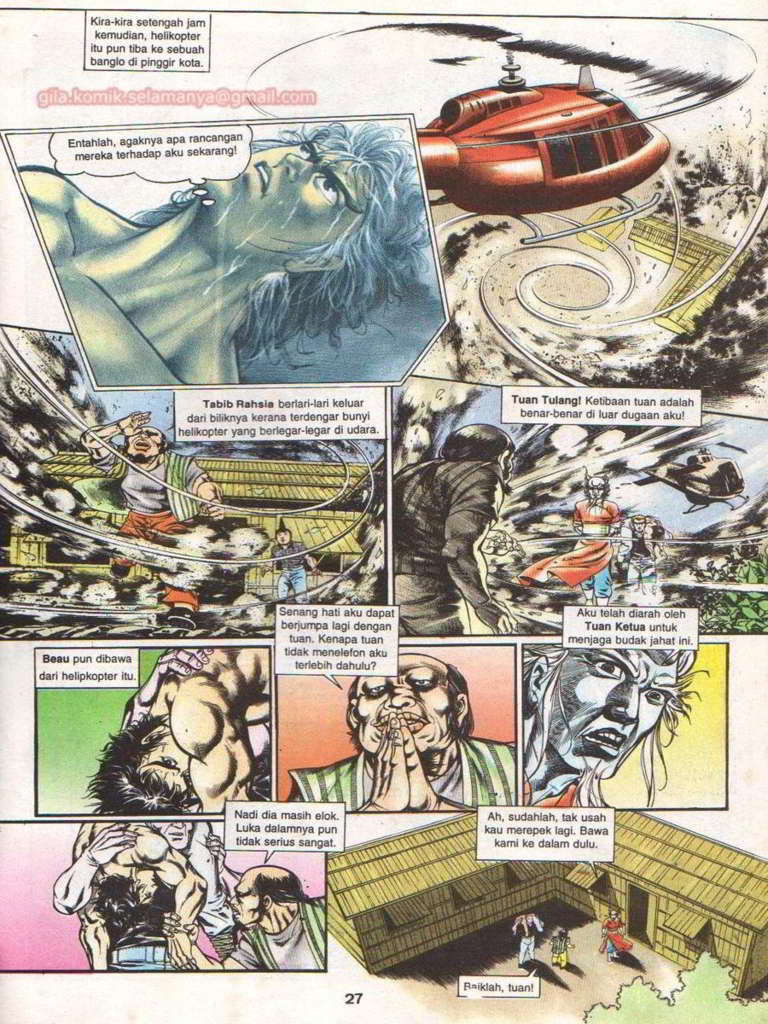 Kira-kira setengah jam
kemudian, helikopter
itu pun tiba ke sebuah
banglo di pinggir kota.
gila.komik.selamanya@gmail.com
Entahlah, agaknya apa rancangan
mereka terhadap aku sekarang!
Tabib Rahsia berlari-lari keluar
dari biliknya kerana terdengar bunyi
helikopter yang berlegar-legar di udara.
Tuan Tulang! Ketibaan tuan adalah
benar-benar di luar dugaan aku!
Beau pun dibawa
dari helipkopter itu.
Senang hati aku dapat
berjumpa lagi dengan
tuan. Kenapa tuan
tidak menelefon aku
terlebih dahulu?
Aku telah diarah oleh
Tuan Ketua untuk
menjaga budak jahat ini.
Nadi dia masih elok.
Luka dalamnya pun
tidak serius sangat.
Ah, sudahlah, tak usah
kau merepek lagi. Bawa
kami ke dalam dulu.
Baiklah, tuan!
27